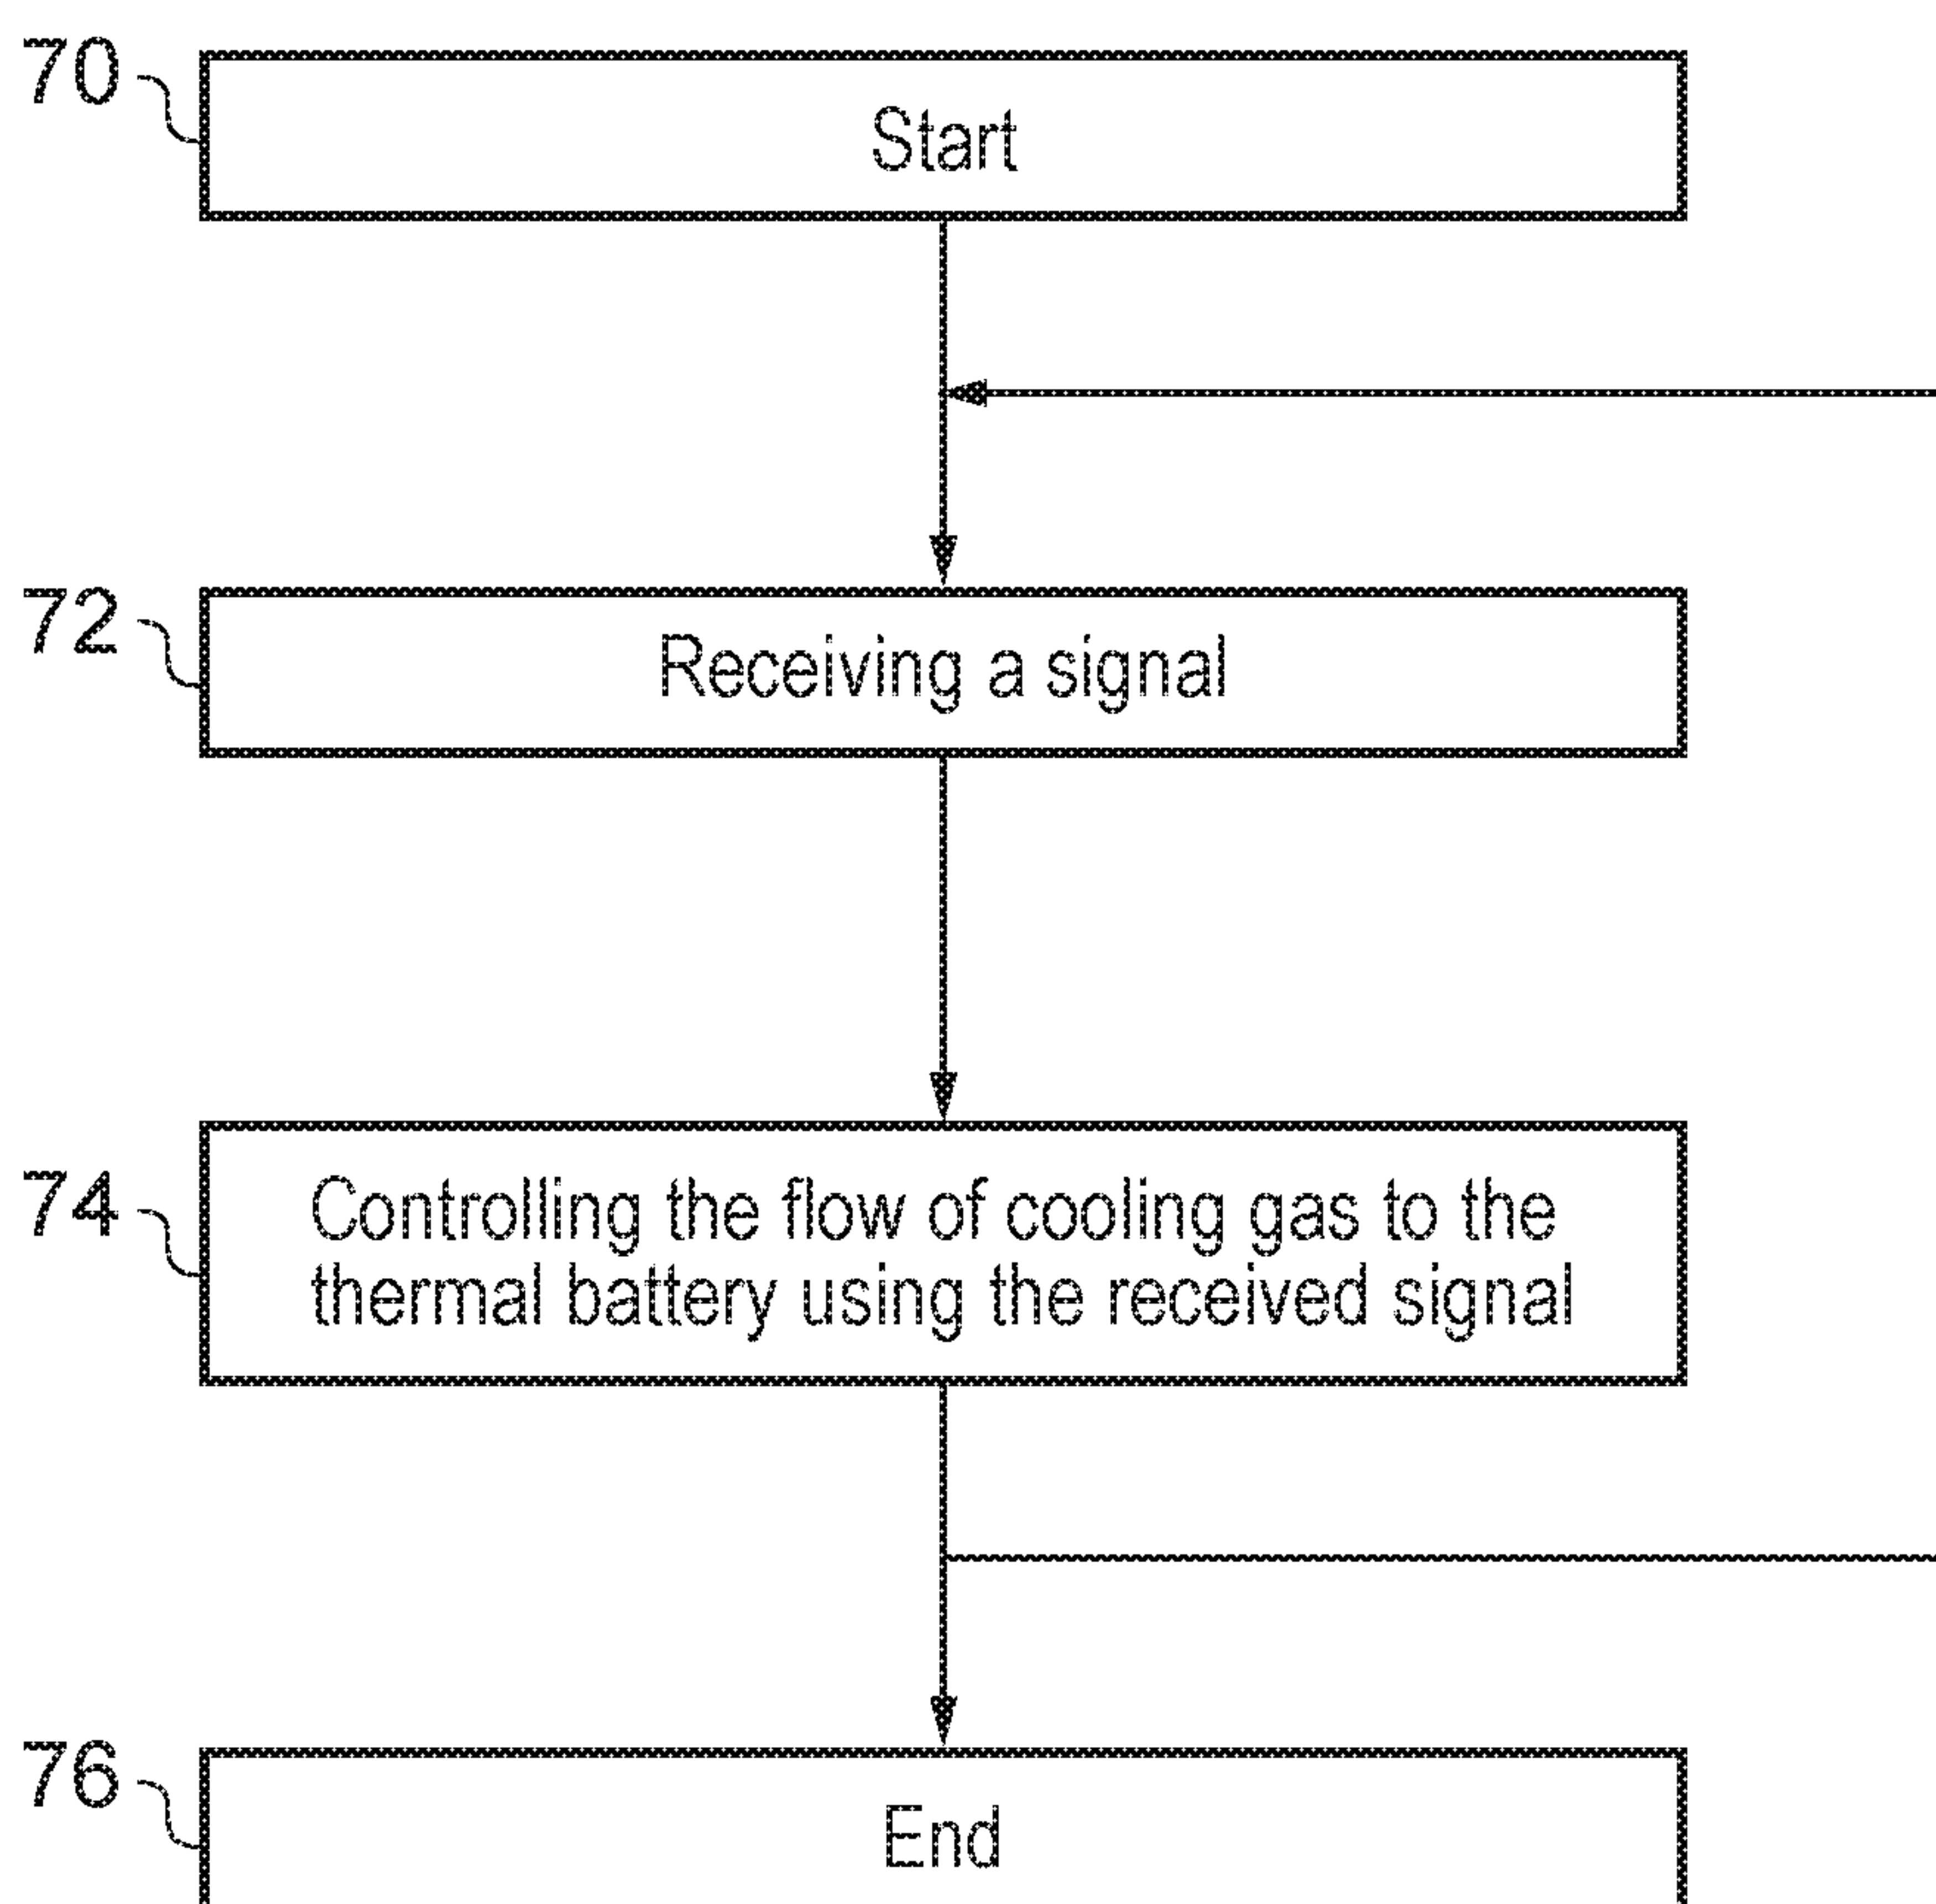 70
Start
72
Receiving a signal
74
Controlling the flow of cooling gas to the
thermal battery using the received signal
76
End